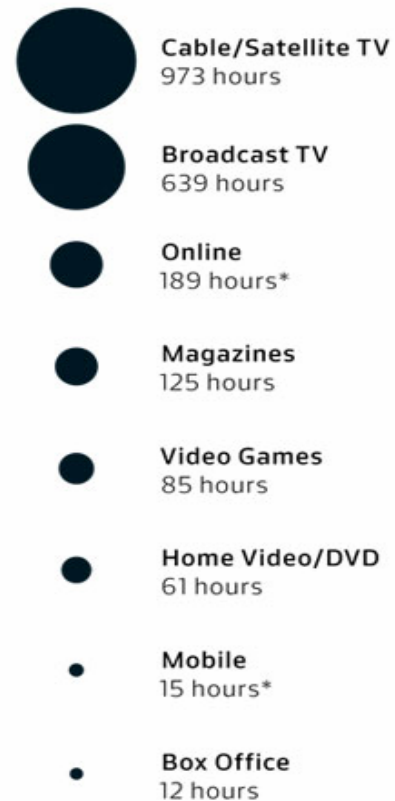 Cable/Satellite TV
973 hours
Broadcast TV
639 hours
Online
189 hours*
Magazines
125 hours
Video Games
85 hours
Home Video/DVD
61 hours
Mobile
15 hours*
Box Office
12 hours